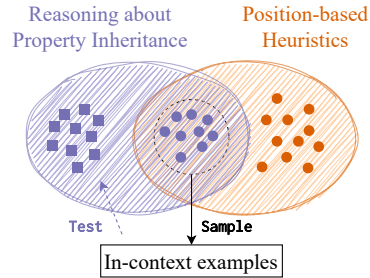 Reasoning about
Property Inheritance
Position-based
Heuristics
Test
Sample
In-context examples